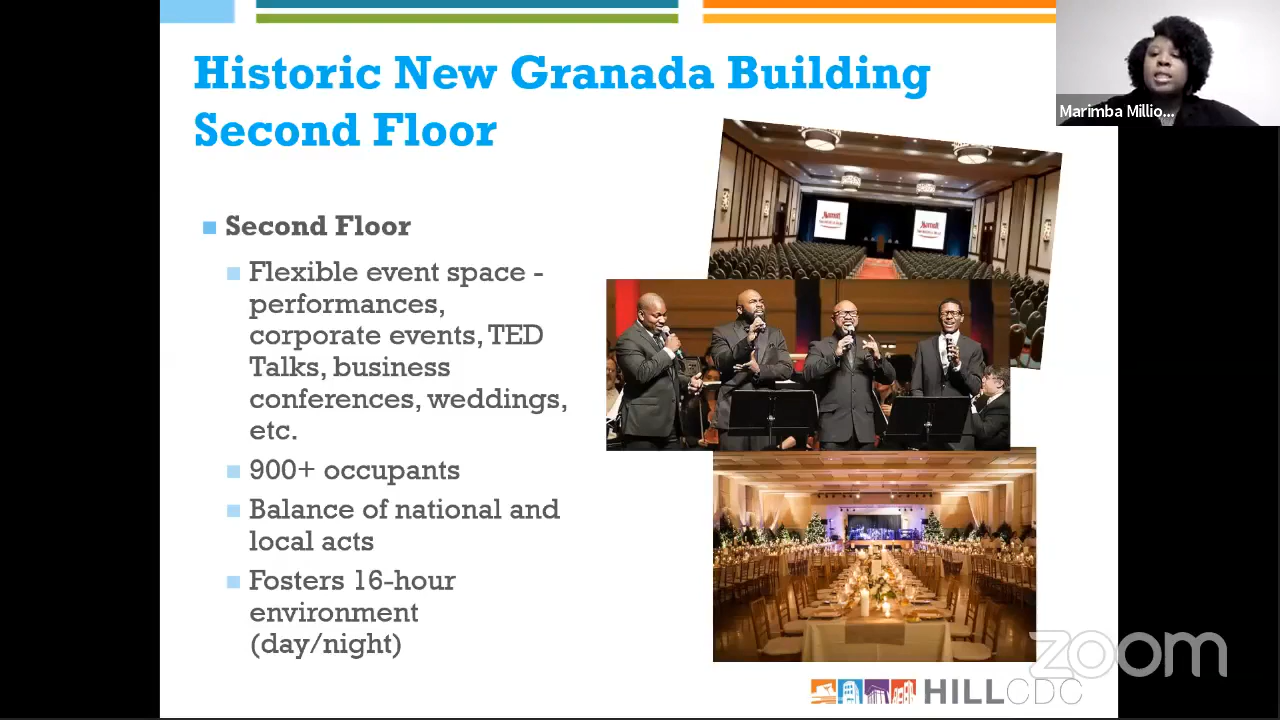 Historic New Granada Building
Second Floor
Second Floor
Flexible event space -
performances,
corporate events, TED
Talks, business
conferences, weddings,
etc.
900+ occupants
Balance of national and
local acts
Fosters 16-hour
environment
(day/night)
Marimba Millio...
Marriott
Marriott
zoom
HILLCDC